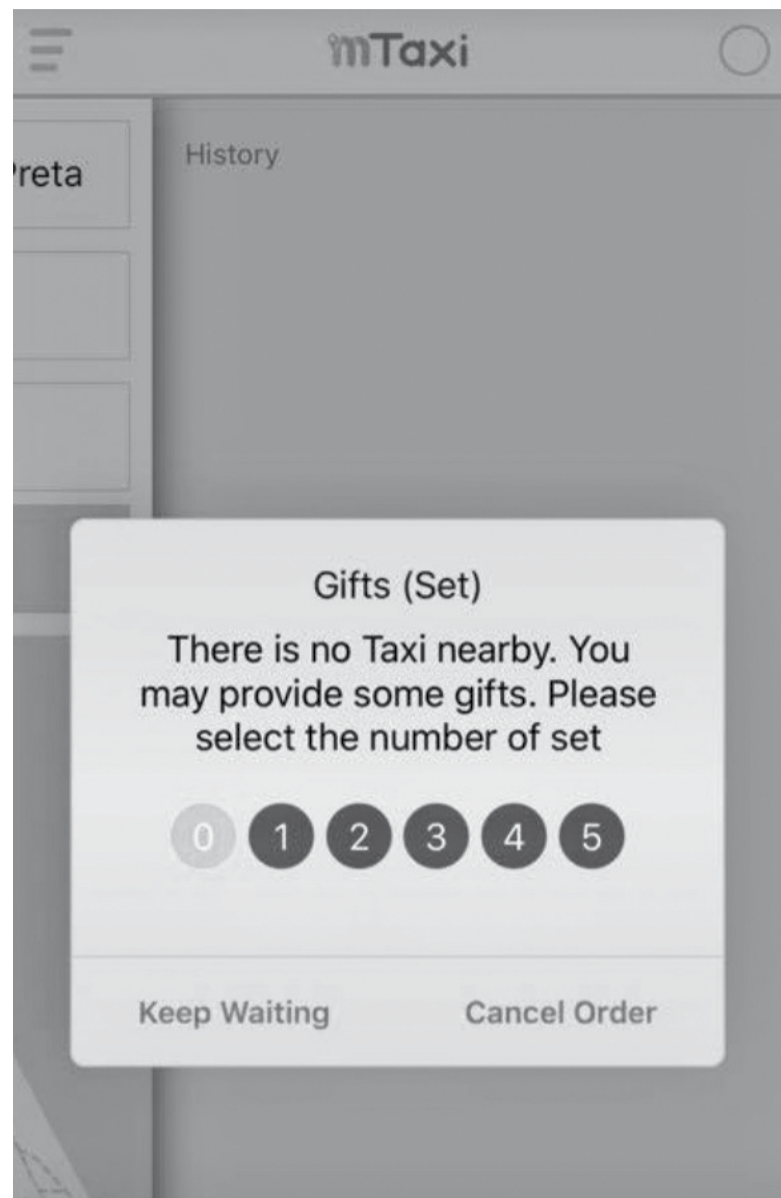 mTaxi
reta
History
Gifts (Set)
There is no Taxi nearby. You
may provide some gifts. Please
select the number of set
0 1 2 3 4 5
Keep Waiting Cancel Order